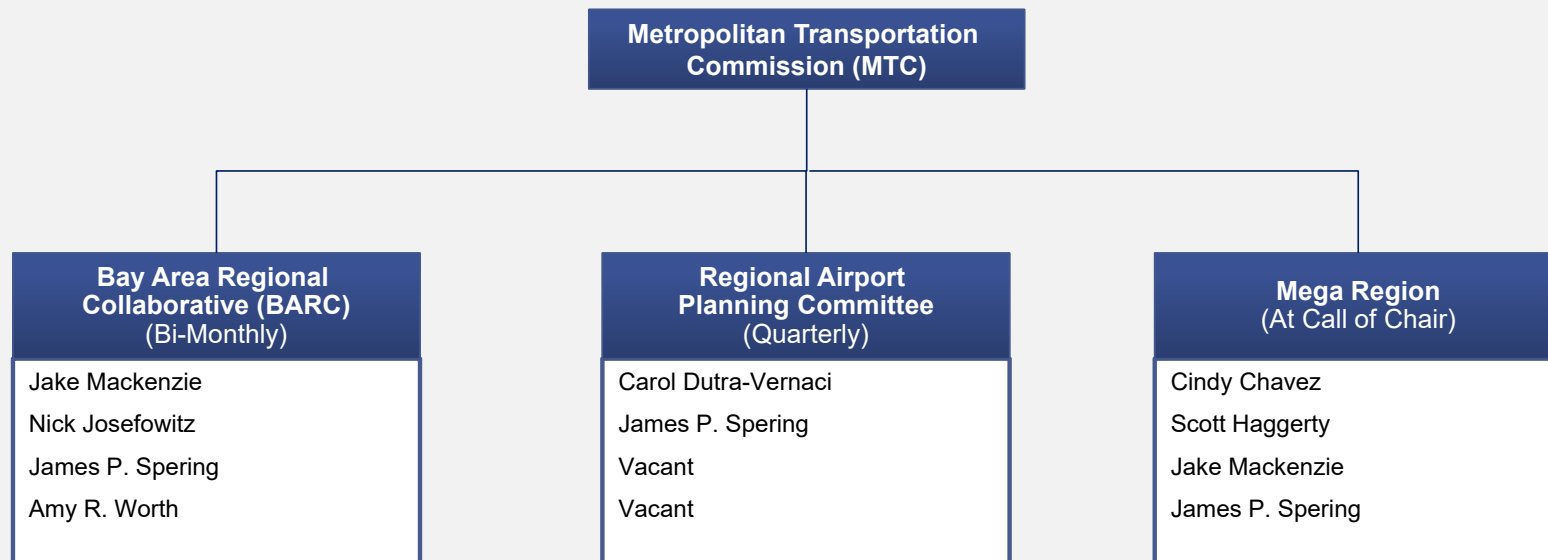 Metropolitan Transportation
Commission (MTC)
Bay Area Regional
Collaborative (BARC)
(Bi-Monthly)
Jake Mackenzie
Nick Josefowitz
James P. Spering
Amy R. Worth
Regional Airport
Planning Committee
(Quarterly)
Carol Dutra-Vernaci
James P. Spering
Vacant
Vacant
Mega Region
(At Call of Chair)
Cindy Chavez
Scott Haggerty
Jake Mackenzie
James P. Spering